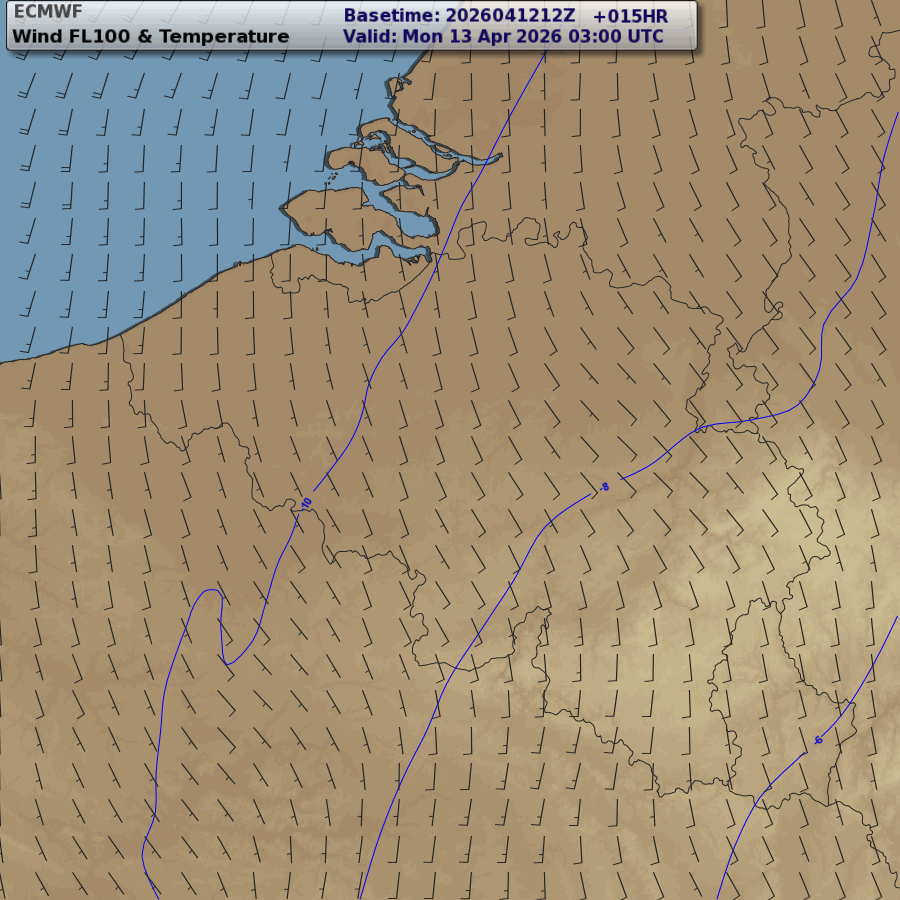 ECMWF
Basetime: 2026041212Z +015HR
Wind FL100 & Temperature
Valid: Mon 13 Apr 2026 03:00 UTC
-10
-8
-6